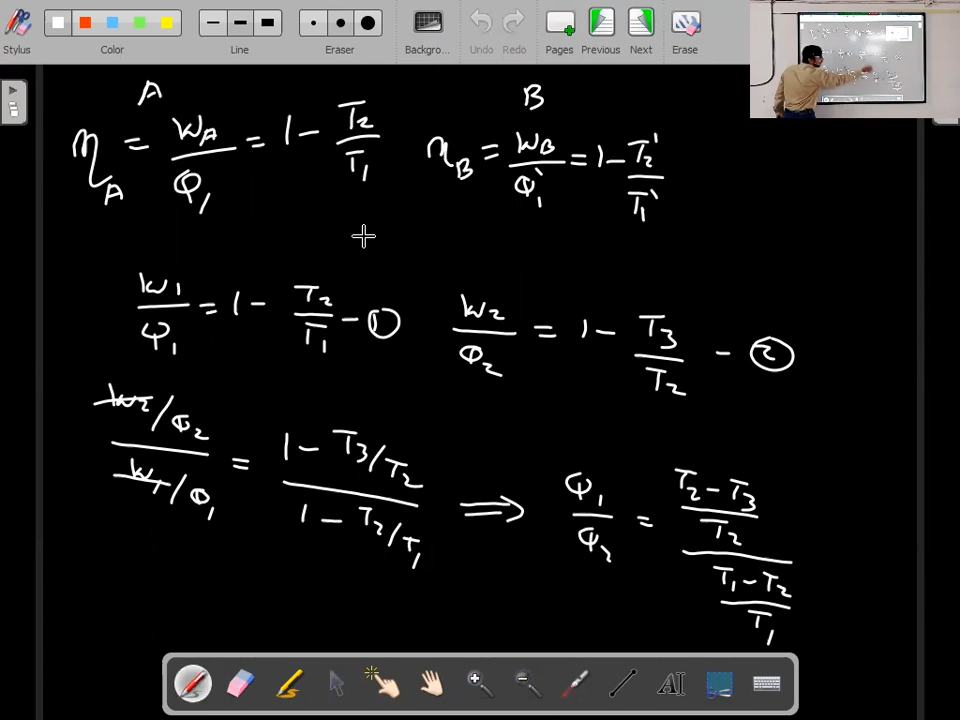 Stylus Color Line Eraser Backgro... Undo Redo Pages Previous Next Erase
A B
η_A = W_A/Q_1 = 1 - T_2/T_1 η_B = W_B/Q_1' = 1 - T_2'/T_1'
W_1/Q_1 = 1 - T_2/T_1 - ① W_2/Q_2 = 1 - T_3/T_2 - ②
(W_2/Q_2)/(W_1/Q_1) = (1 - T_3/T_2)/(1 - T_2/T_1) ⟹ Q_1/Q_2 = ((T_2 - T_3)/T_2)/((T_1 - T_2)/T_1)
AI